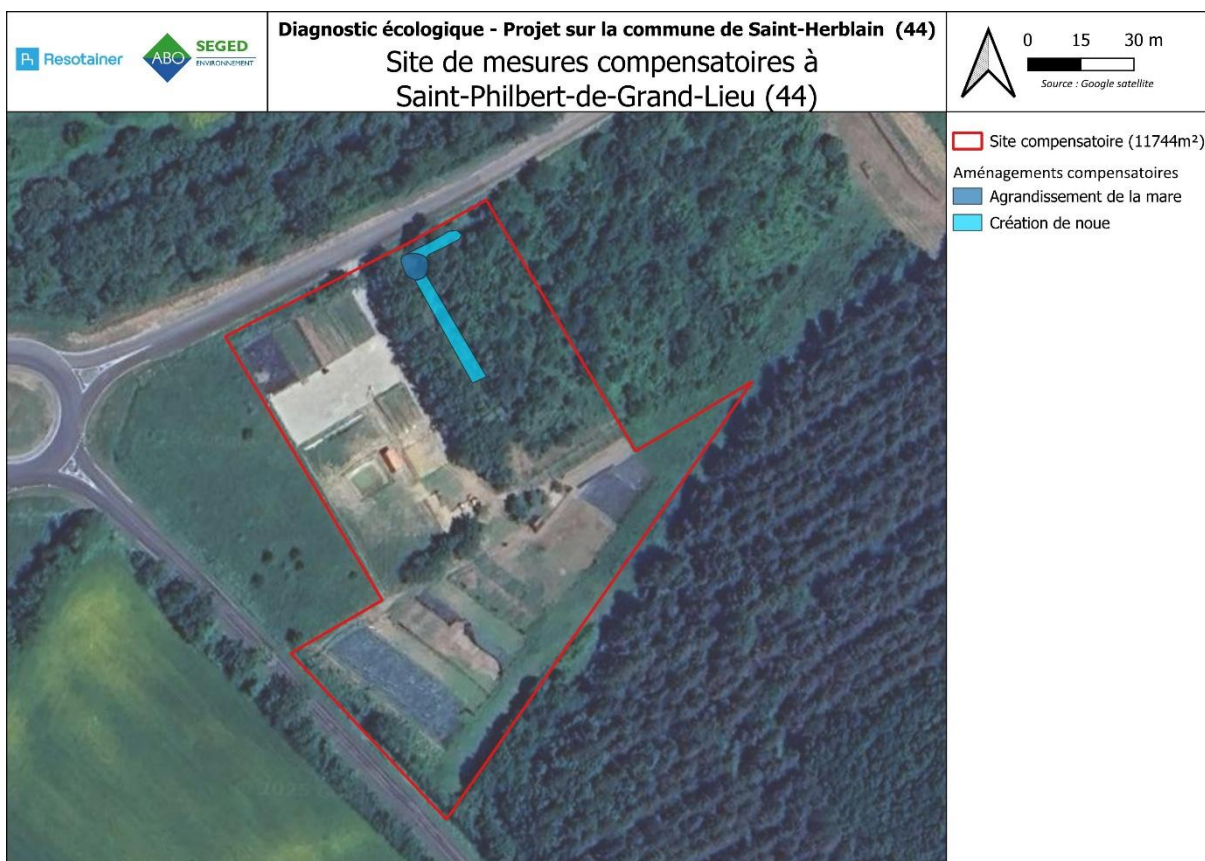 Resotainer
ABO
SEGED
ENVIRONNEMENT
Diagnostic écologique - Projet sur la commune de Saint-Herblain (44)
Site de mesures compensatoires à
Saint-Philbert-de-Grand-Lieu (44)
0 15 30 m
Source : Google satellite
Site compensatoire (11744m²)
Aménagements compensatoires
Agrandissement de la mare
Création de noue